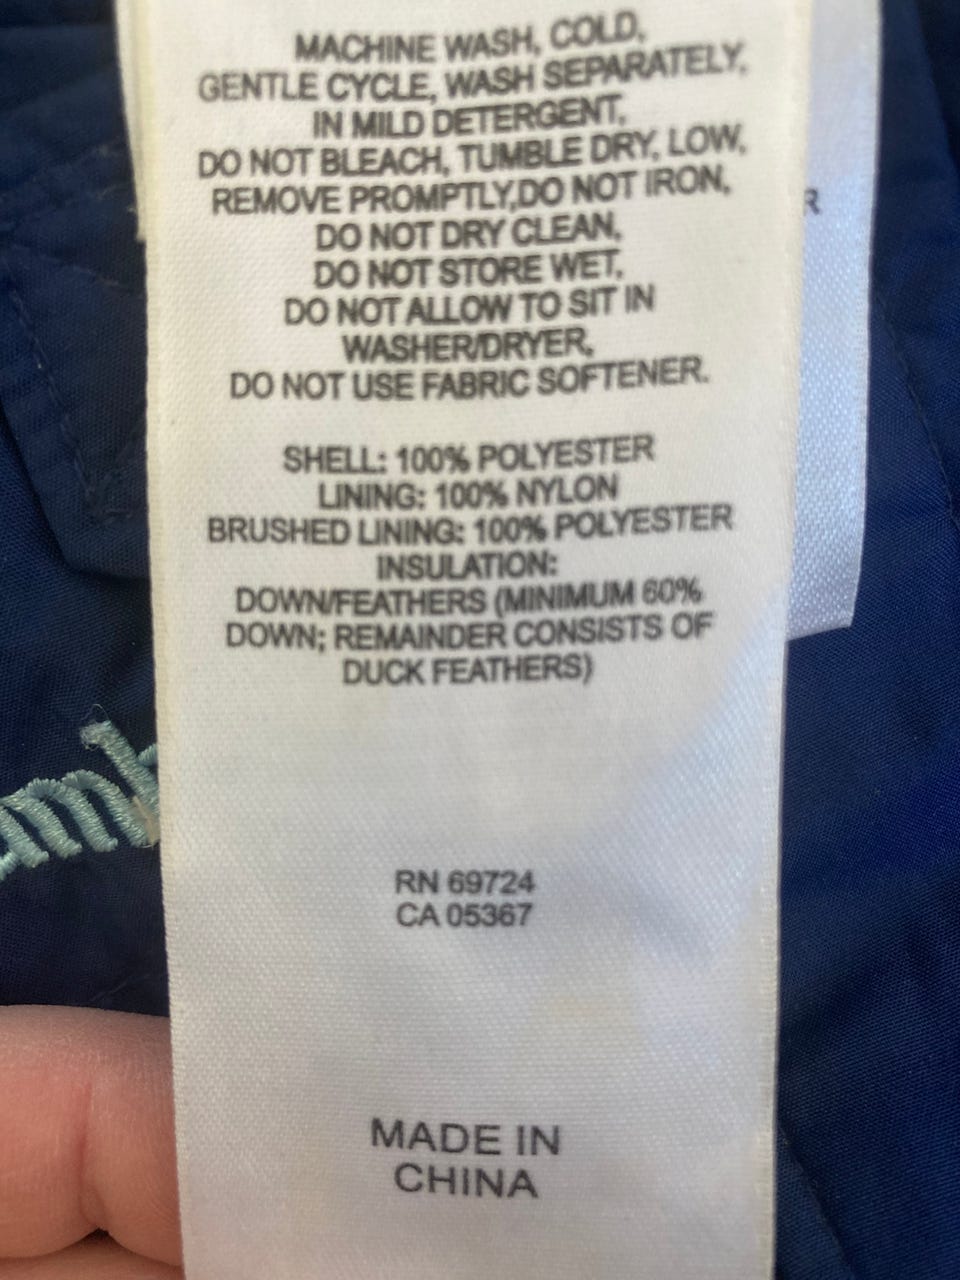 MACHINE WASH, COLD,
GENTLE CYCLE, WASH SEPARATELY,
IN MILD DETERGENT,
DO NOT BLEACH, TUMBLE DRY, LOW,
REMOVE PROMPTLY,DO NOT IRON,
DO NOT DRY CLEAN,
DO NOT STORE WET,
DO NOT ALLOW TO SIT IN
WASHER/DRYER,
DO NOT USE FABRIC SOFTENER.
SHELL: 100% POLYESTER
LINING: 100% NYLON
BRUSHED LINING: 100% POLYESTER
INSULATION:
DOWN/FEATHERS (MINIMUM 60%
DOWN; REMAINDER CONSISTS OF
DUCK FEATHERS)
RN 69724
CA 05367
MADE IN
CHINA